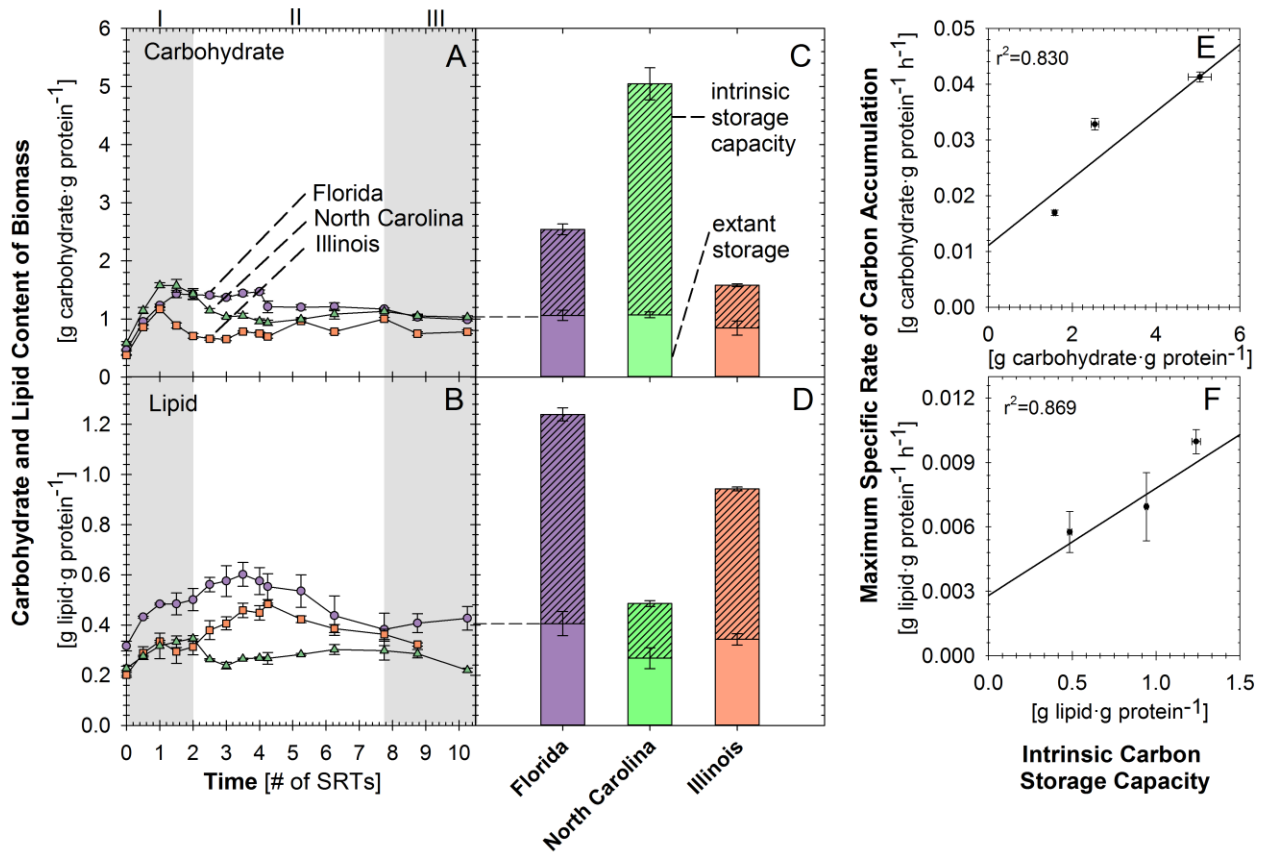 I II III
Carbohydrate and Lipid Content of Biomass
[g carbohydrate·g protein⁻¹]
6
5
4
3
2
1
0
Carbohydrate
A
Florida
North Carolina
Illinois
[g lipid·g protein⁻¹]
1.2
1.0
0.8
0.6
0.4
0.2
0.0
Lipid
B
0 1 2 3 4 5 6 7 8 9 10
Time [# of SRTs]
C
intrinsic
storage
capacity
extant
storage
D
Florida
North Carolina
Illinois
Maximum Specific Rate of Carbon Accumulation
[g carbohydrate·g protein⁻¹ h⁻¹]
0.05
0.04
0.03
0.02
0.01
0.00
r²=0.830
E
0 2 4 6
[g carbohydrate·g protein⁻¹]
[g lipid·g protein⁻¹ h⁻¹]
0.012
0.009
0.006
0.003
0.000
r²=0.869
F
0.0 0.5 1.0 1.5
[g lipid·g protein⁻¹]
Intrinsic Carbon
Storage Capacity